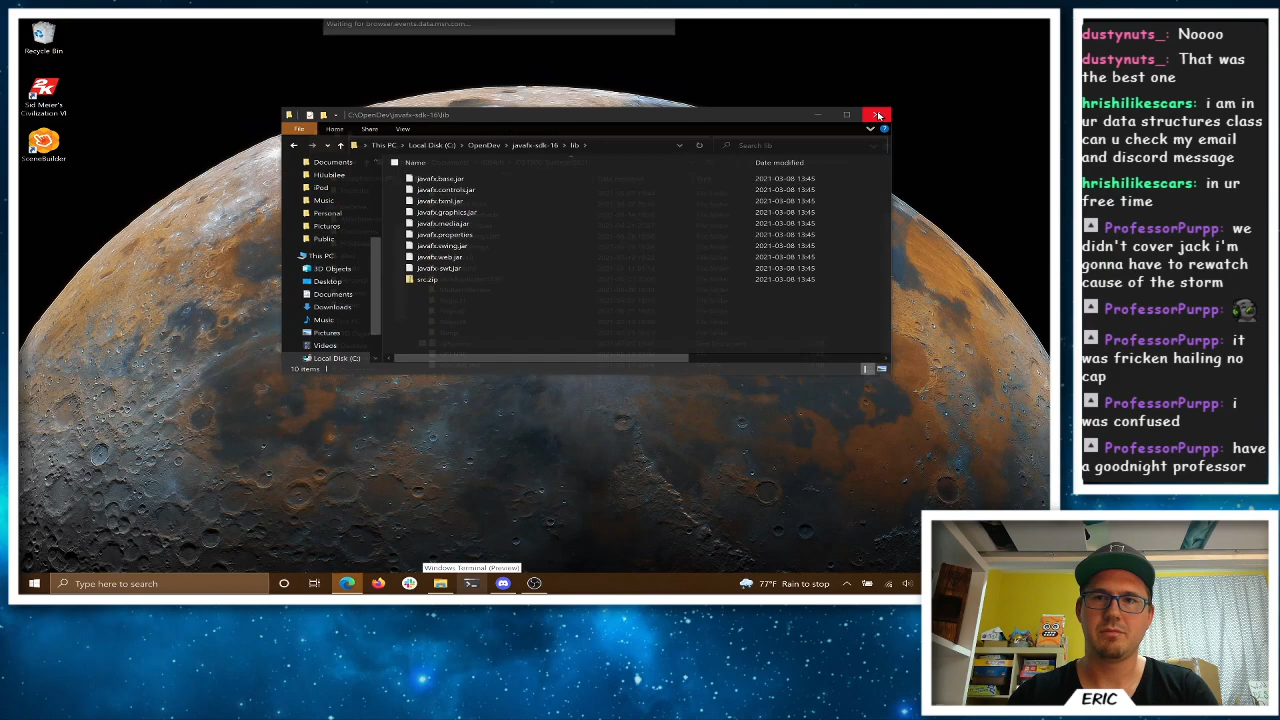 Waiting for browser.events.data.msn.com...
Recycle Bin
Sid Meier's
Civilization VI
SceneBuilder
C:\OpenDev\javafx-sdk-16\lib
File Home Share View
This PC > Local Disk (C:) > OpenDev > javafx-sdk-16 > lib >
Search lib
Name Date modified
Documents
HiJubilee
iPod
Music
Personal
Pictures
Public
This PC
3D Objects
Desktop
Documents
Downloads
Music
Pictures
Videos
Local Disk (C:)
javafx.base.jar 2021-03-08 13:45
javafx.controls.jar 2021-03-08 13:45
javafx.fxml.jar 2021-03-08 13:45
javafx.graphics.jar 2021-03-08 13:45
javafx.media.jar 2021-03-08 13:45
javafx.properties 2021-03-08 13:45
javafx.swing.jar 2021-03-08 13:45
javafx.web.jar 2021-03-08 13:45
javafx-swt.jar 2021-03-08 13:45
src.zip 2021-03-08 13:45
10 items
Windows Terminal (Preview)
Type here to search
77°F Rain to stop
dustynuts_: Noooo
dustynuts_: That was
the best one
hrishilikescars: i am in
ur data structures class
can u check my email
and discord message
hrishilikescars: in ur
free time
ProfessorPurpp: we
didn't cover jack i'm
gonna have to rewatch
cause of the storm
ProfessorPurpp:
ProfessorPurpp: it
was fricken hailing no
cap
ProfessorPurpp: i
was confused
ProfessorPurpp: have
a goodnight professor
ERIC